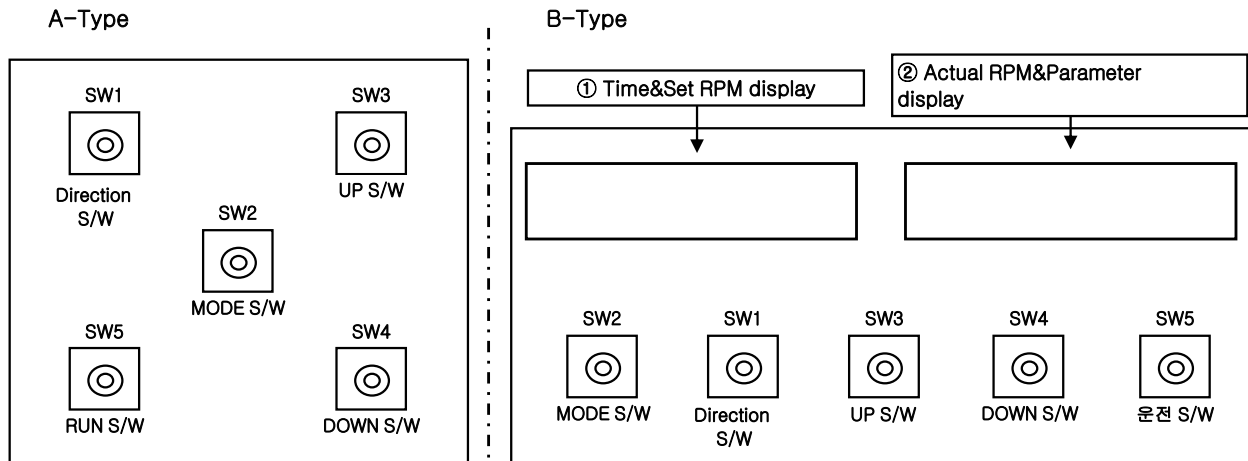 A-Type
SW1
Direction
S/W
SW3
UP S/W
SW2
MODE S/W
SW5
RUN S/W
SW4
DOWN S/W
B-Type
① Time&Set RPM display
② Actual RPM&Parameter
display
SW2
MODE S/W
SW1
Direction
S/W
SW3
UP S/W
SW4
DOWN S/W
SW5
운전 S/W